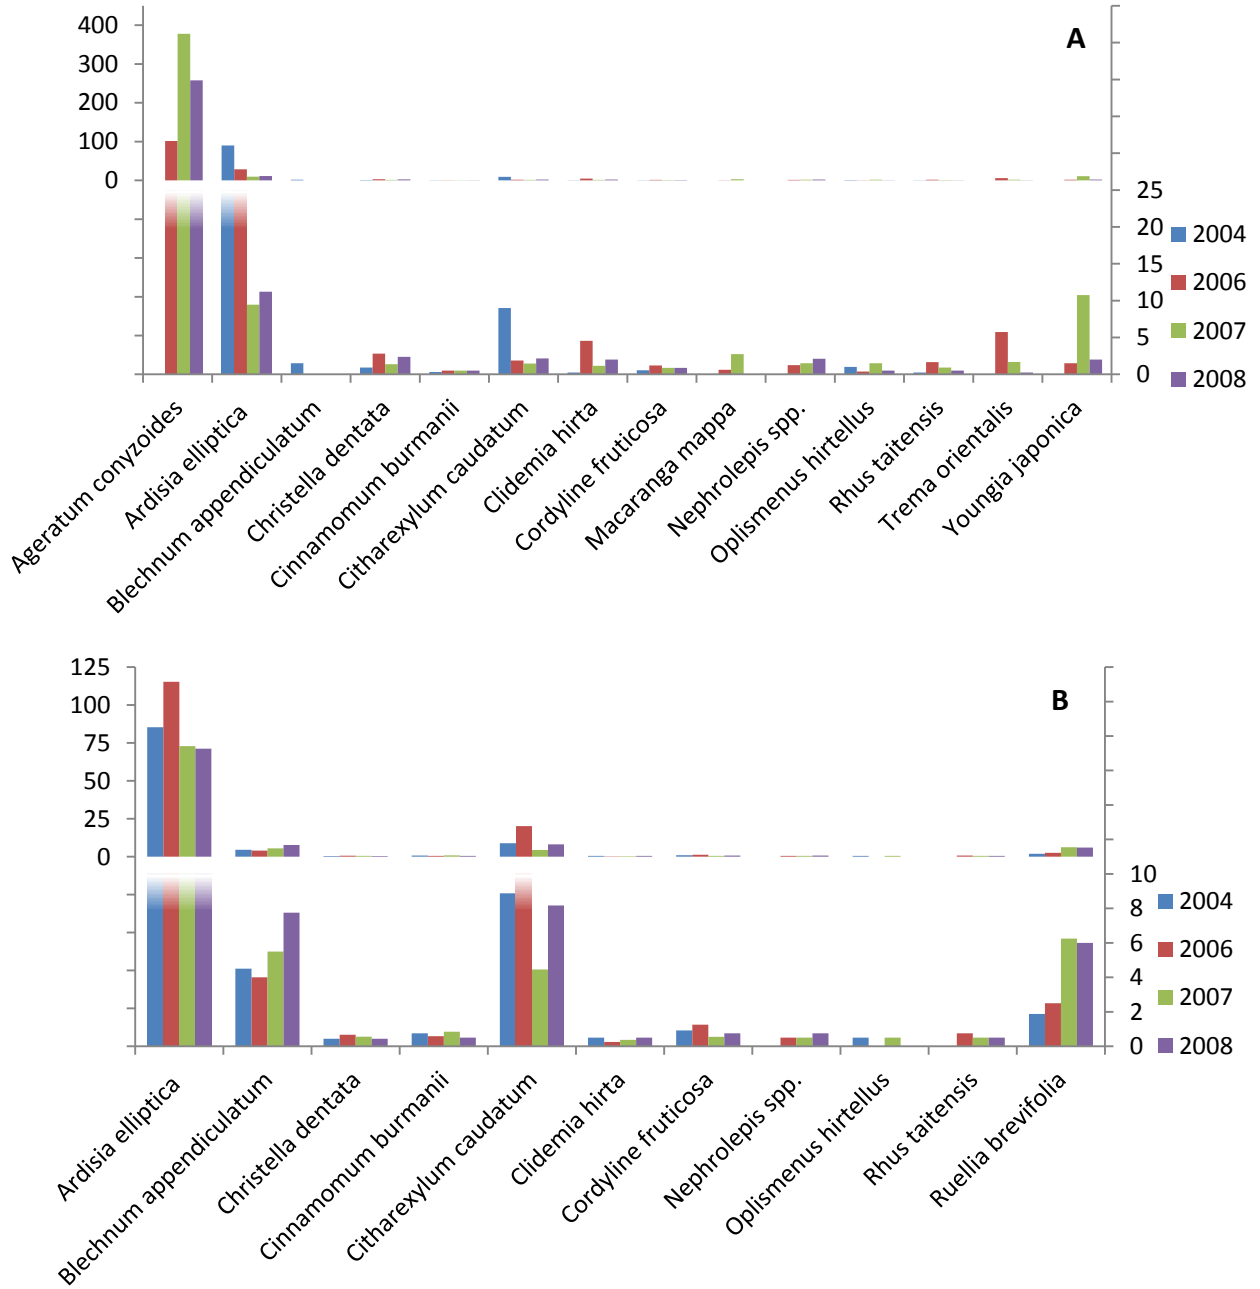 A
400
300
200
100
0
25
20
15
10
5
0
2004
2006
2007
2008
Ageratum conyzoides
Ardisia elliptica
Blechnum appendiculatum
Christella dentata
Cinnamomum burmanii
Citharexylum caudatum
Clidemia hirta
Cordyline fruticosa
Macaranga mappa
Nephrolepis spp.
Oplismenus hirtellus
Rhus taitensis
Trema orientalis
Youngia japonica
B
125
100
75
50
25
0
10
8
6
4
2
0
2004
2006
2007
2008
Ardisia elliptica
Blechnum appendiculatum
Christella dentata
Cinnamomum burmanii
Citharexylum caudatum
Clidemia hirta
Cordyline fruticosa
Nephrolepis spp.
Oplismenus hirtellus
Rhus taitensis
Ruellia brevifolia